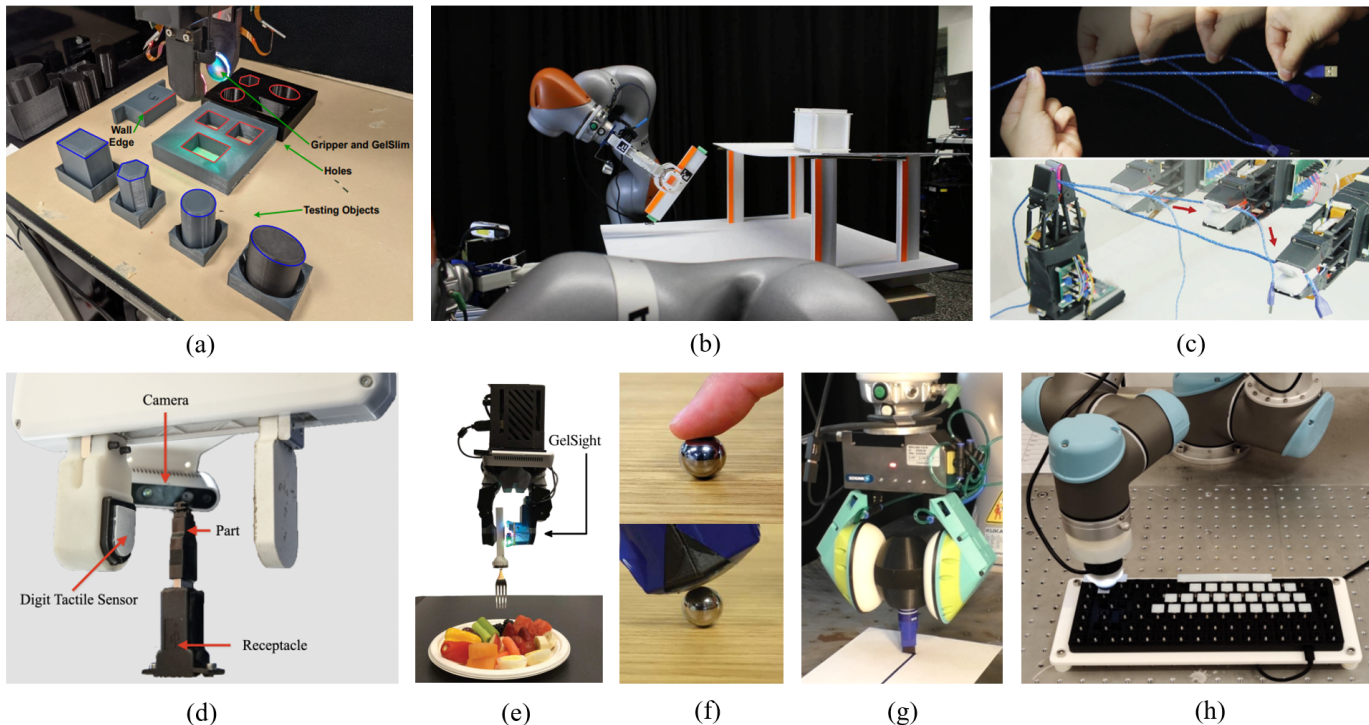 Wall
Edge
Gripper and GelSlim
Holes
Testing Objects
(a)
(b)
(c)
Camera
Part
Digit Tactile Sensor
Receptacle
(d)
GelSight
(e)
(f)
(g)
(h)